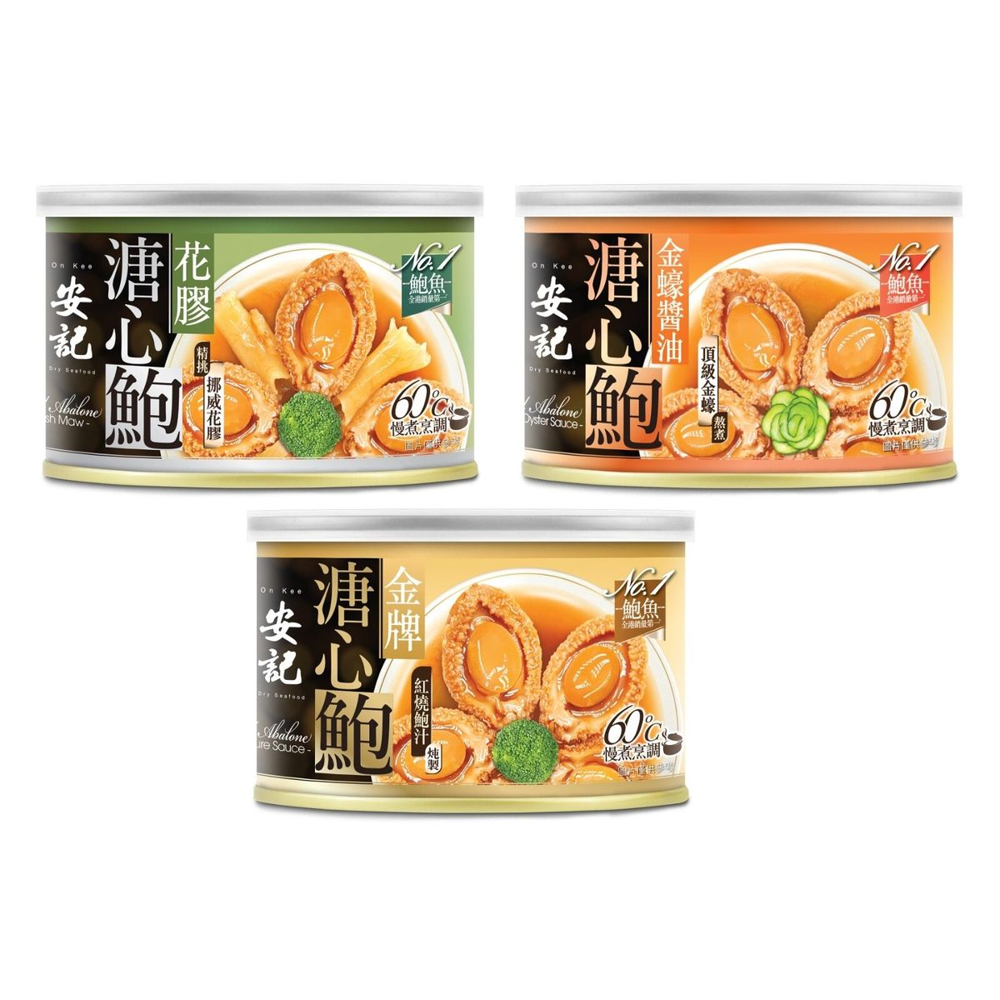 On Kee
安記
Dry Seafood
溏心鮑
花膠
Abalone
sh Maw -
精挑
挪威花膠
No.1
鮑魚
全港銷量第一
60°C
慢煮烹調
圖片僅供參考
On Kee
安記
Dry Seafood
溏心鮑
金蠔醬油
Abalone
Oyster Sauce -
頂級金蠔
熬煮
No.1
鮑魚
全港銷量第一
60°C
慢煮烹調
圖片僅供參考
On Kee
安記
Dry Seafood
溏心鮑
金牌
Abalone
ure Sauce -
紅燒鮑汁
炖製
No.1
鮑魚
全港銷量第一
60°C
慢煮烹調
圖片僅供參考